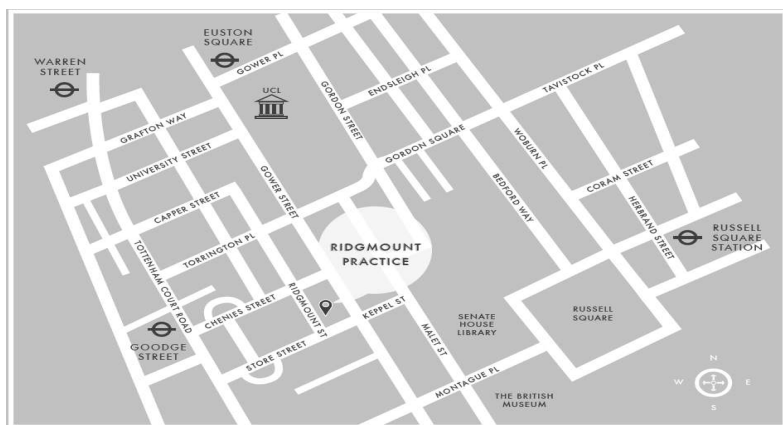 EUSTON
SQUARE
WARREN
STREET
GOWER PL
UCL
ENDSLEIGH PL
TAVISTOCK PL
GORDON STREET
GRAFTON WAY
UNIVERSITY STREET
GORDON SQUARE
WOBURN PL
CORAM STREET
GOWER STREET
BEDFORD WAY
HERBRAND STREET
CAPPER STREET
TORRINGTON PL
TOTTENHAM COURT ROAD
RIDGMOUNT
PRACTICE
RUSSELL
SQUARE
STATION
CHENIES STREET
RIDGMOUNT ST
KEPPEL ST
MALET ST
SENATE
HOUSE
LIBRARY
RUSSELL
SQUARE
GOODGE
STREET
STORE STREET
MONTAGUE PL
THE BRITISH
MUSEUM
N
W E
S